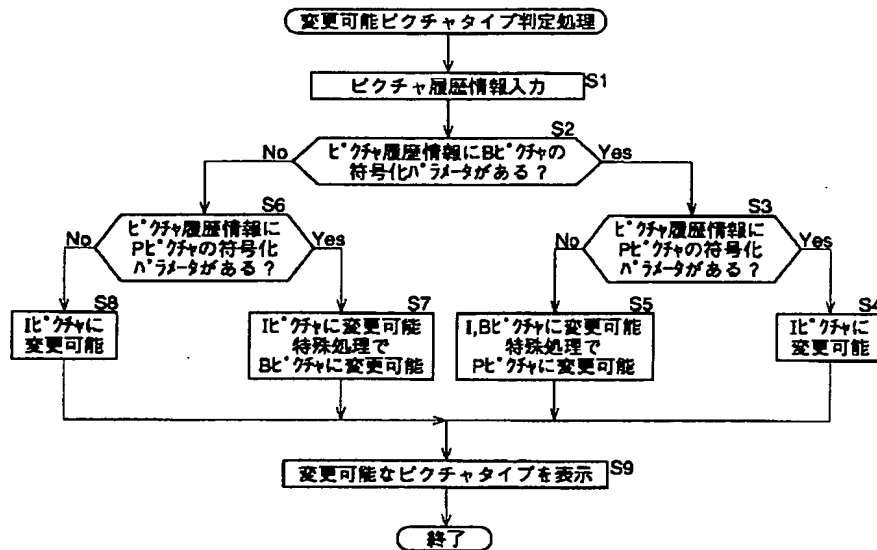 変更可能ピクチャタイプ判定処理
S1
ピクチャ履歴情報入力
S2
ピクチャ履歴情報にBピクチャの
符号化パラメータがある?
No
Yes
S6
ピクチャ履歴情報に
Pピクチャの符号化
パラメータがある?
No
Yes
S3
ピクチャ履歴情報に
Pピクチャの符号化
パラメータがある?
No
Yes
S8
Iピクチャに
変更可能
S7
Iピクチャに変更可能
特殊処理で
Bピクチャに変更可能
S5
I,Bピクチャに変更可能
特殊処理で
Pピクチャに変更可能
S4
Iピクチャに
変更可能
S9
変更可能なピクチャタイプを表示
終了